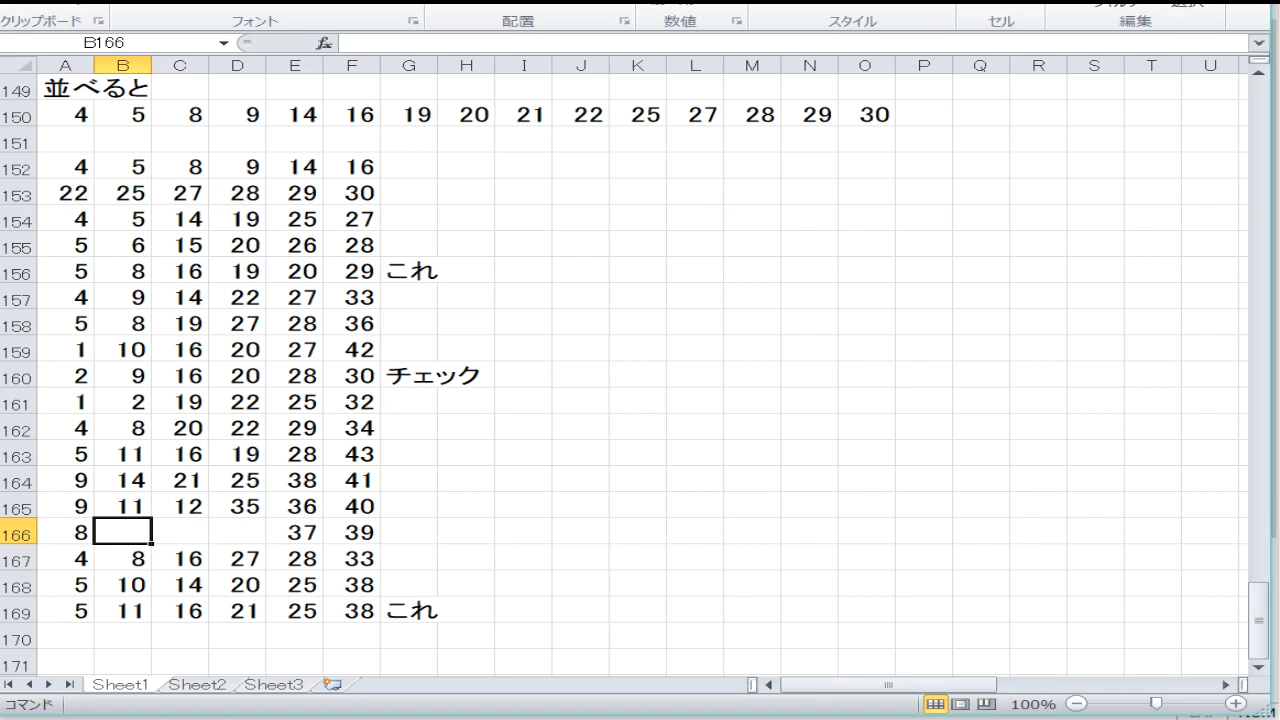 クリップボード フォント 配置 数値 スタイル セル 編集
B166 fx
A B C D E F G H I J K L M N O P Q R S T U
149 並べると
150 4 5 8 9 14 16 19 20 21 22 25 27 28 29 30
151
152 4 5 8 9 14 16
153 22 25 27 28 29 30
154 4 5 14 19 25 27
155 5 6 15 20 26 28
156 5 8 16 19 20 29 これ
157 4 9 14 22 27 33
158 5 8 19 27 28 36
159 1 10 16 20 27 42
160 2 9 16 20 28 30 チェック
161 1 2 19 22 25 32
162 4 8 20 22 29 34
163 5 11 16 19 28 43
164 9 14 21 25 38 41
165 9 11 12 35 36 40
166 8 37 39
167 4 8 16 27 28 33
168 5 10 14 20 25 38
169 5 11 16 21 25 38 これ
170
171
Sheet1 Sheet2 Sheet3
コマンド 100%